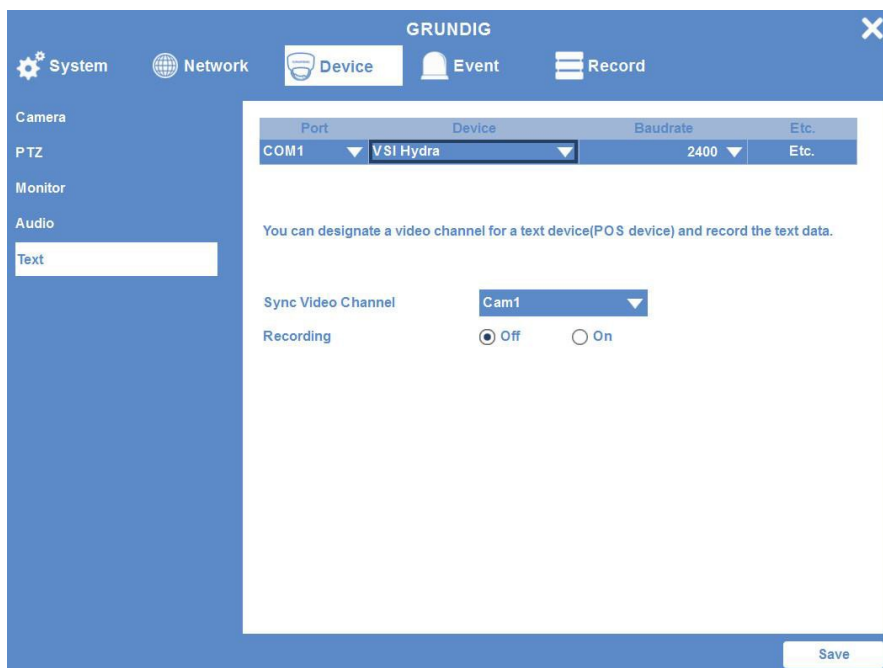 GRUNDIG
System Network Device Event Record
Camera
PTZ
Monitor
Audio
Text
Port Device Baudrate Etc.
COM1 VSI Hydra 2400 Etc.
You can designate a video channel for a text device(POS device) and record the text data.
Sync Video Channel Cam1
Recording Off On
Save